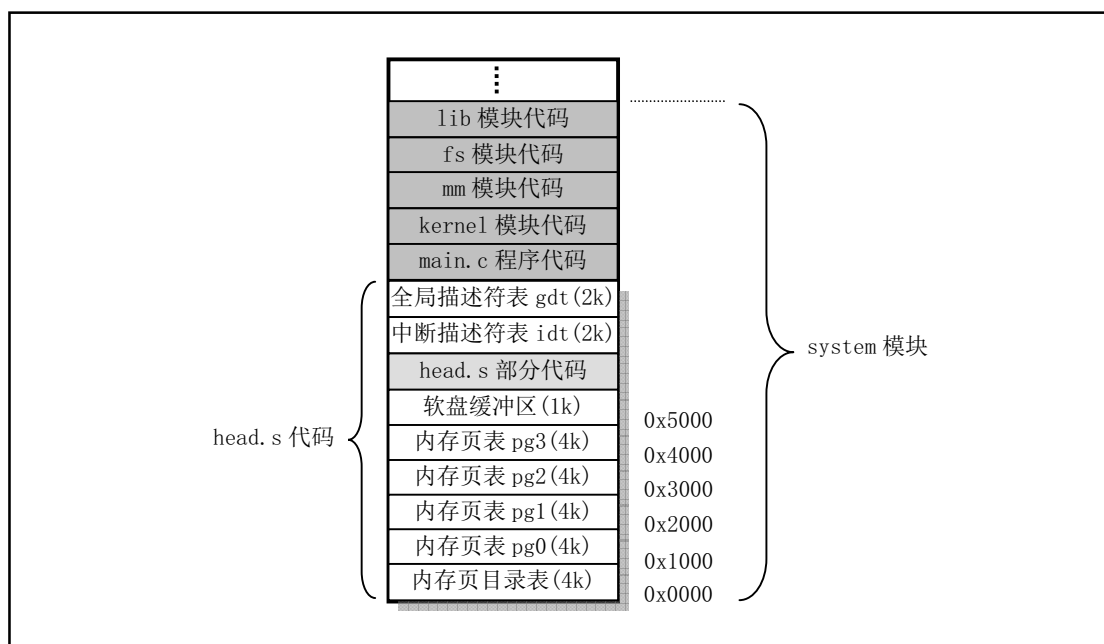 lib 模块代码
fs 模块代码
mm 模块代码
kernel 模块代码
main.c 程序代码
全局描述符表 gdt(2k)
中断描述符表 idt(2k)
head.s 部分代码
软盘缓冲区(1k)
内存页表 pg3(4k)
内存页表 pg2(4k)
内存页表 pg1(4k)
内存页表 pg0(4k)
内存页目录表(4k)
head.s 代码
0x5000
0x4000
0x3000
0x2000
0x1000
0x0000
system 模块